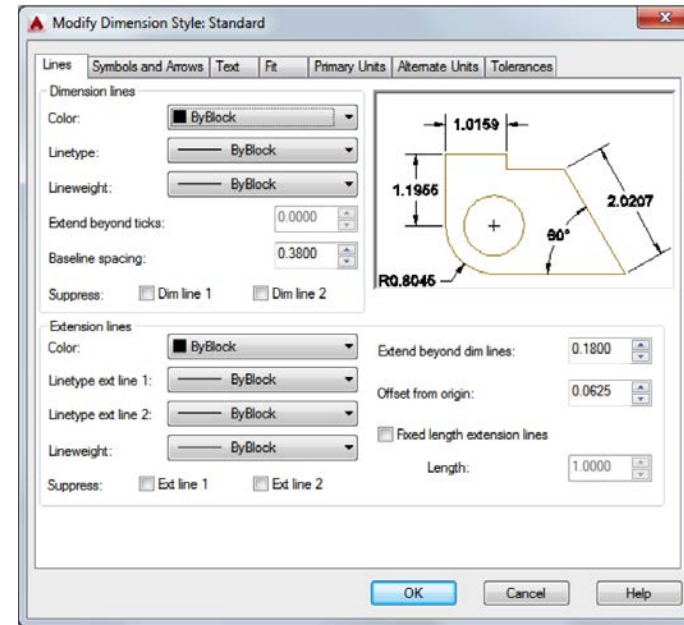 Modify Dimension Style: Standard
Lines Symbols and Arrows Text Fit Primary Units Alternate Units Tolerances
Dimension lines
Color: ByBlock
Linetype: ByBlock
Lineweight: ByBlock
Extend beyond ticks: 0.0000
Baseline spacing: 0.3800
Suppress: Dim line 1 Dim line 2
1.0159
1.1955
2.0207
60°
R0.8045
Extension lines
Color: ByBlock
Linetype ext line 1: ByBlock
Linetype ext line 2: ByBlock
Lineweight: ByBlock
Suppress: Ext line 1 Ext line 2
Extend beyond dim lines: 0.1800
Offset from origin: 0.0625
Fixed length extension lines
Length: 1.0000
OK Cancel Help